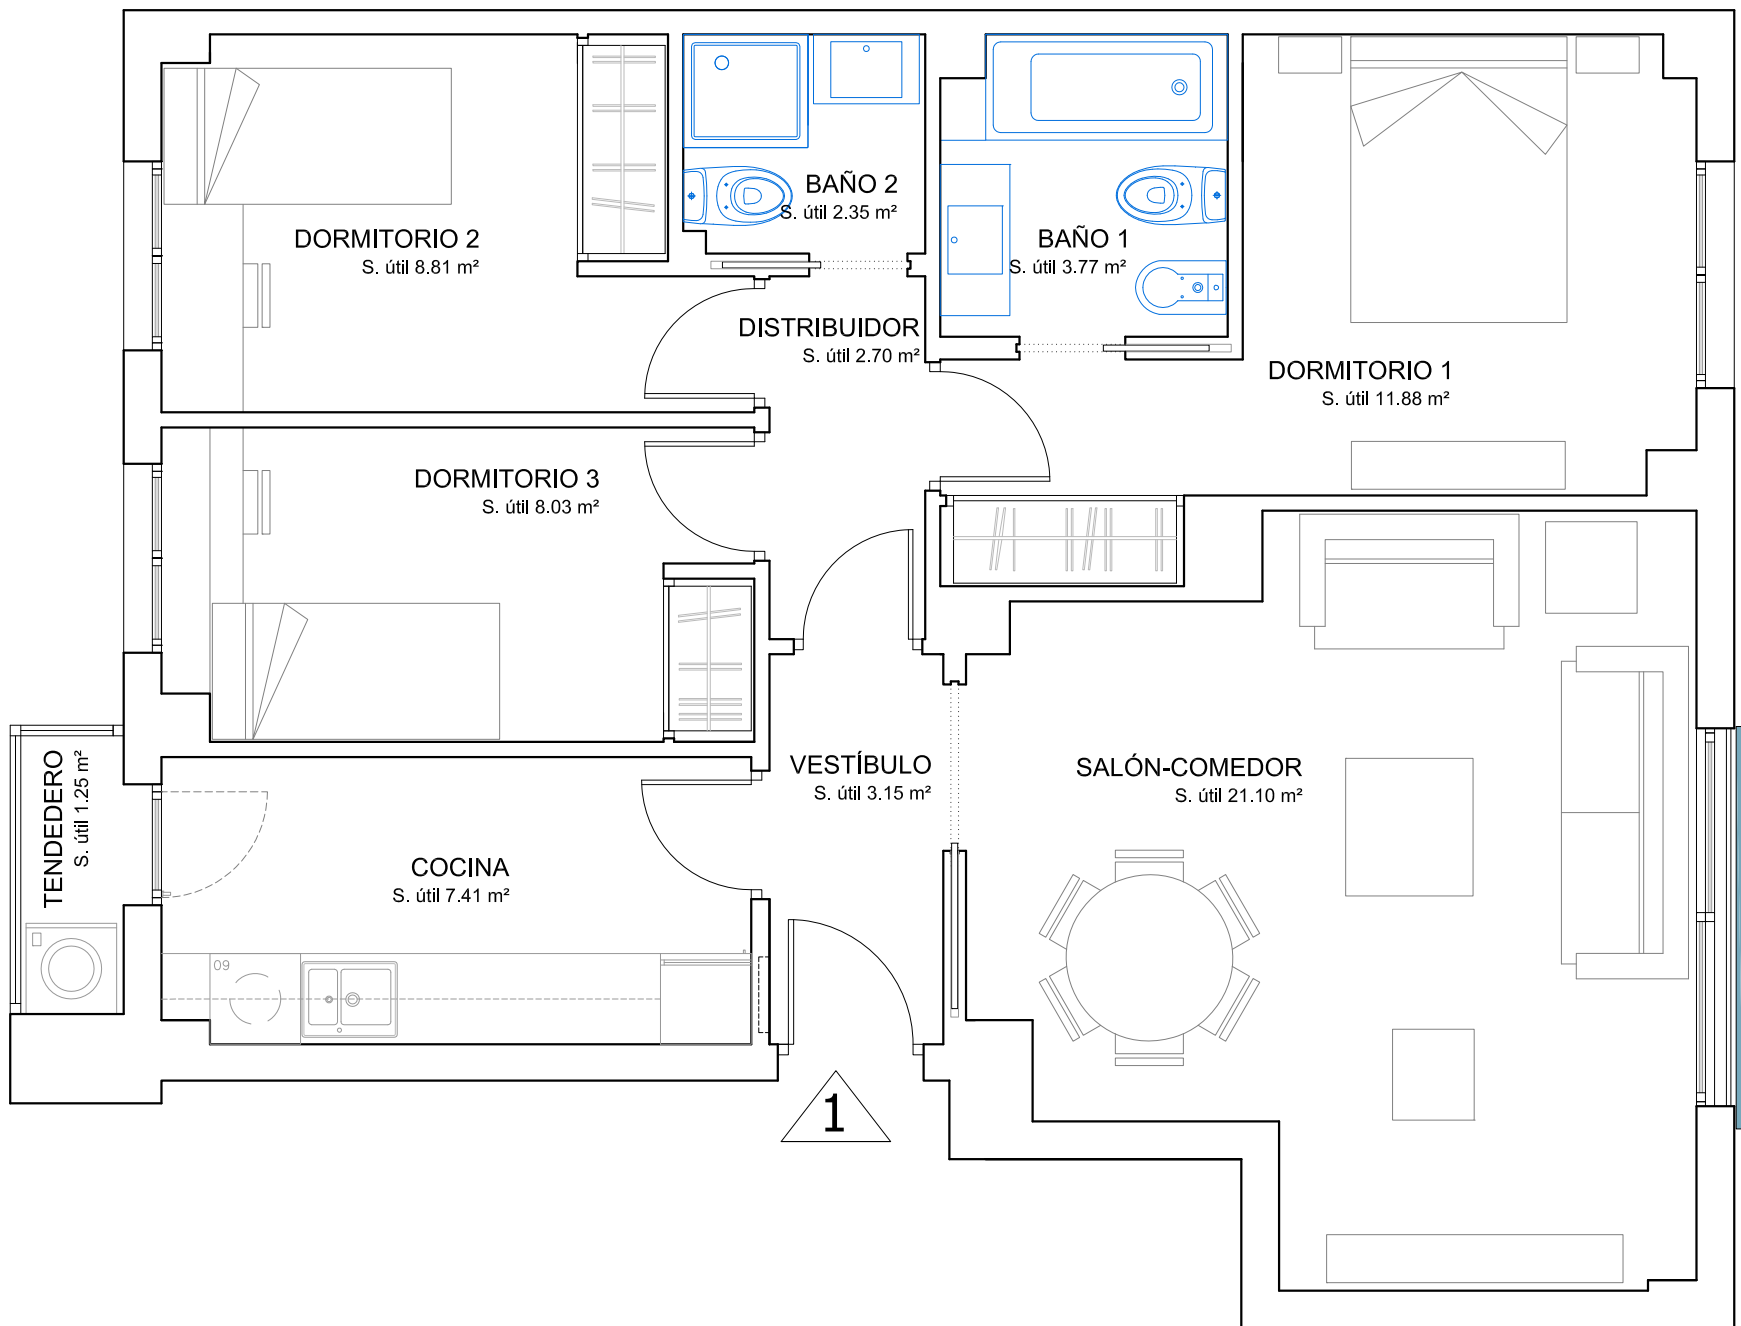 BAÑO 2
S. útil 2.35 m²
DORMITORIO 2
S. útil 8.81 m²
BAÑO 1
S. útil 3.77 m²
DISTRIBUIDOR
S. útil 2.70 m²
DORMITORIO 1
S. útil 11.88 m²
DORMITORIO 3
S. útil 8.03 m²
TENDEDERO
S. útil 1.25 m²
VESTÍBULO
S. útil 3.15 m²
SALÓN-COMEDOR
S. útil 21.10 m²
COCINA
S. útil 7.41 m²
09
1